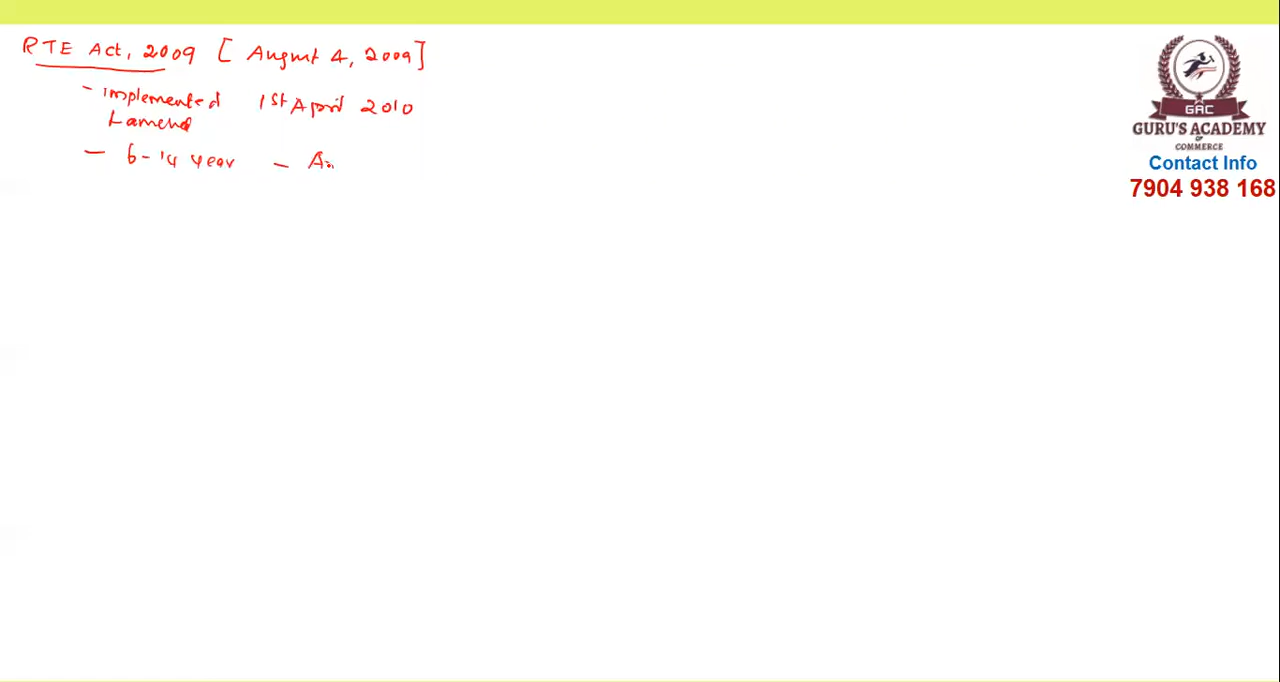 RTE Act, 2009 [August 4, 2009]
- Implemented 1st April 2010
- 6-14 year -
GAC
GURU'S ACADEMY
OF
COMMERCE
Contact Info
7904 938 168